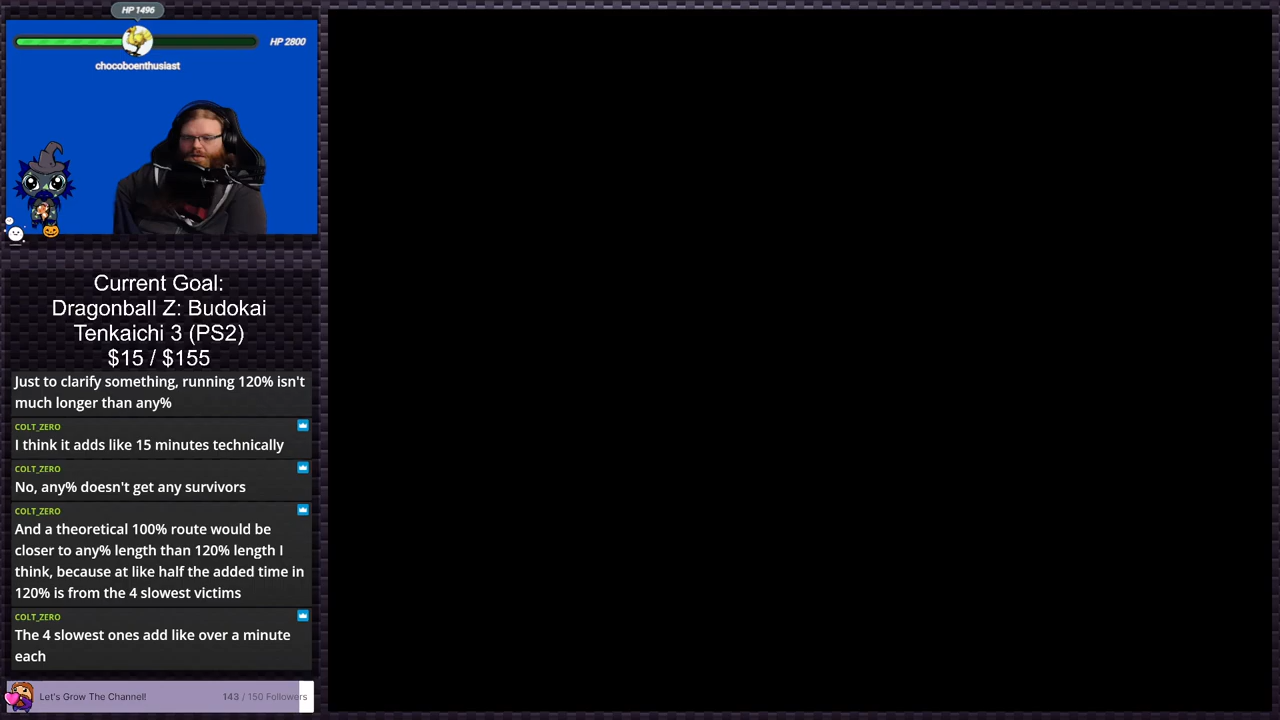 HP 1496
HP 2800
chocoboenthusiast
Current Goal:
Dragonball Z: Budokai
Tenkaichi 3 (PS2)
$15 / $155
Just to clarify something, running 120% isn't
much longer than any%
COLT_ZERO
I think it adds like 15 minutes technically
COLT_ZERO
No, any% doesn't get any survivors
COLT_ZERO
And a theoretical 100% route would be
closer to any% length than 120% length I
think, because at like half the added time in
120% is from the 4 slowest victims
COLT_ZERO
The 4 slowest ones add like over a minute
each
Let's Grow The Channel!
143 / 150 Followers